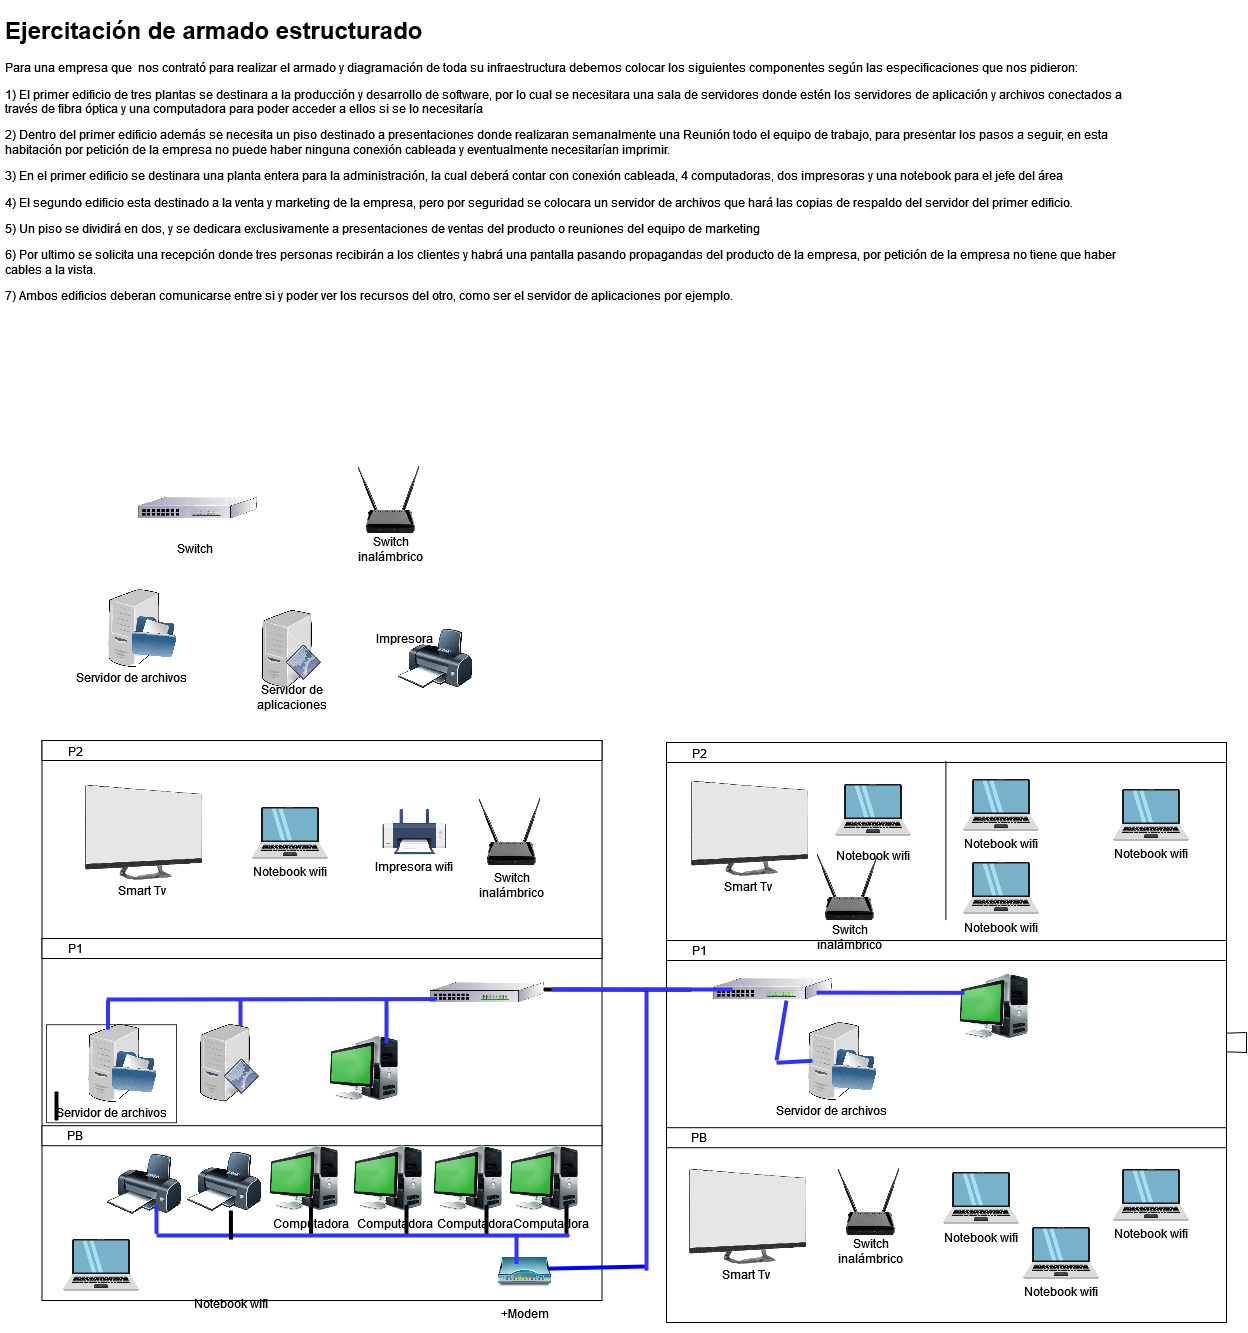 Ejercitación de armado estructurado
Para una empresa que  nos contrató para realizar el armado y diagramación de toda su infraestructura debemos colocar los siguientes componentes según las especificaciones que nos pidieron:
1) El primer edificio de tres plantas se destinara a la producción y desarrollo de software, por lo cual se necesitara una sala de servidores donde estén los servidores de aplicación y archivos conectados a
través de fibra óptica y una computadora para poder acceder a ellos si se lo necesitaría
2) Dentro del primer edificio además se necesita un piso destinado a presentaciones donde realizaran semanalmente una Reunión todo el equipo de trabajo, para presentar los pasos a seguir, en esta
habitación por petición de la empresa no puede haber ninguna conexión cableada y eventualmente necesitarían imprimir.
3) En el primer edificio se destinara una planta entera para la administración, la cual deberá contar con conexión cableada, 4 computadoras, dos impresoras y una notebook para el jefe del área
4) El segundo edificio esta destinado a la venta y marketing de la empresa, pero por seguridad se colocara un servidor de archivos que hará las copias de respaldo del servidor del primer edificio.
5) Un piso se dividirá en dos, y se dedicara exclusivamente a presentaciones de ventas del producto o reuniones del equipo de marketing
6) Por ultimo se solicita una recepción donde tres personas recibirán a los clientes y habrá una pantalla pasando propagandas del producto de la empresa, por petición de la empresa no tiene que haber
cables a la vista.
7) Ambos edificios deberan comunicarse entre si y poder ver los recursos del otro, como ser el servidor de aplicaciones por ejemplo.
Switch
Switch
inalámbrico
Servidor de archivos
Servidor de
aplicaciones
Impresora
P2
Smart Tv
Notebook wifi
Impresora wifi
Switch
inalámbrico
P2
Smart Tv
Notebook wifi
Switch
inalámbrico
Notebook wifi
Notebook wifi
Notebook wifi
P1
Servidor de archivos
P1
Servidor de archivos
PB
Computadora
Computadora
Computadora
Computadora
Notebook wifi
+Modem
PB
Smart Tv
Switch
inalámbrico
Notebook wifi
Notebook wifi
Notebook wifi